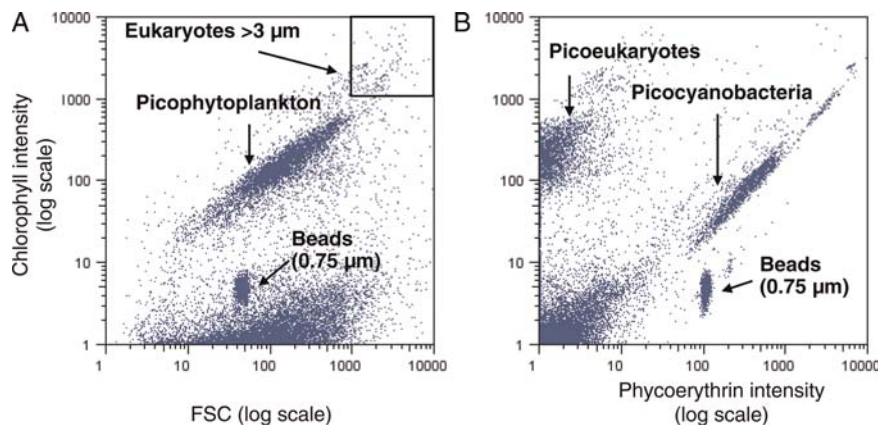 A
10000
1000
100
10
1
Chlorophyll intensity
(log scale)
Eukaryotes >3 µm
Picophytoplankton
Beads
(0.75 µm)
1 10 100 1000 10000
FSC (log scale)
B
10000
1000
100
10
1
Picoeukaryotes
Picocyanobacteria
Beads
(0.75 µm)
1 10 100 1000 10000
Phycoerythrin intensity
(log scale)